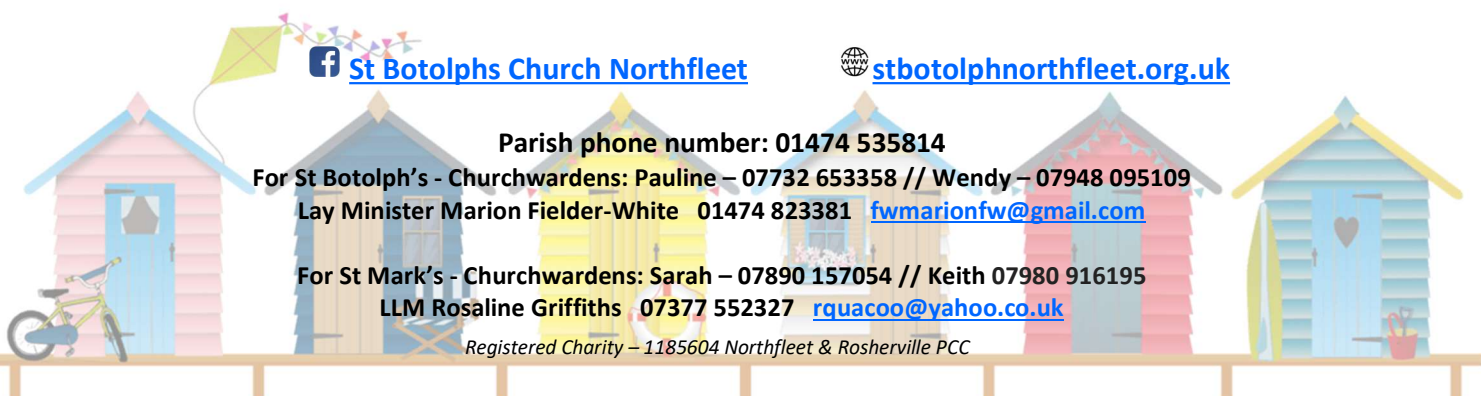 St Botolphs Church Northfleet www stbotolphnorthfleet.org.uk
Parish phone number: 01474 535814
For St Botolph’s - Churchwardens: Pauline – 07732 653358 // Wendy – 07948 095109
Lay Minister Marion Fielder-White 01474 823381 fwmarionfw@gmail.com
For St Mark’s - Churchwardens: Sarah – 07890 157054 // Keith 07980 916195
LLM Rosaline Griffiths 07377 552327 rquacoo@yahoo.co.uk
Registered Charity – 1185604 Northfleet & Rosherville PCC